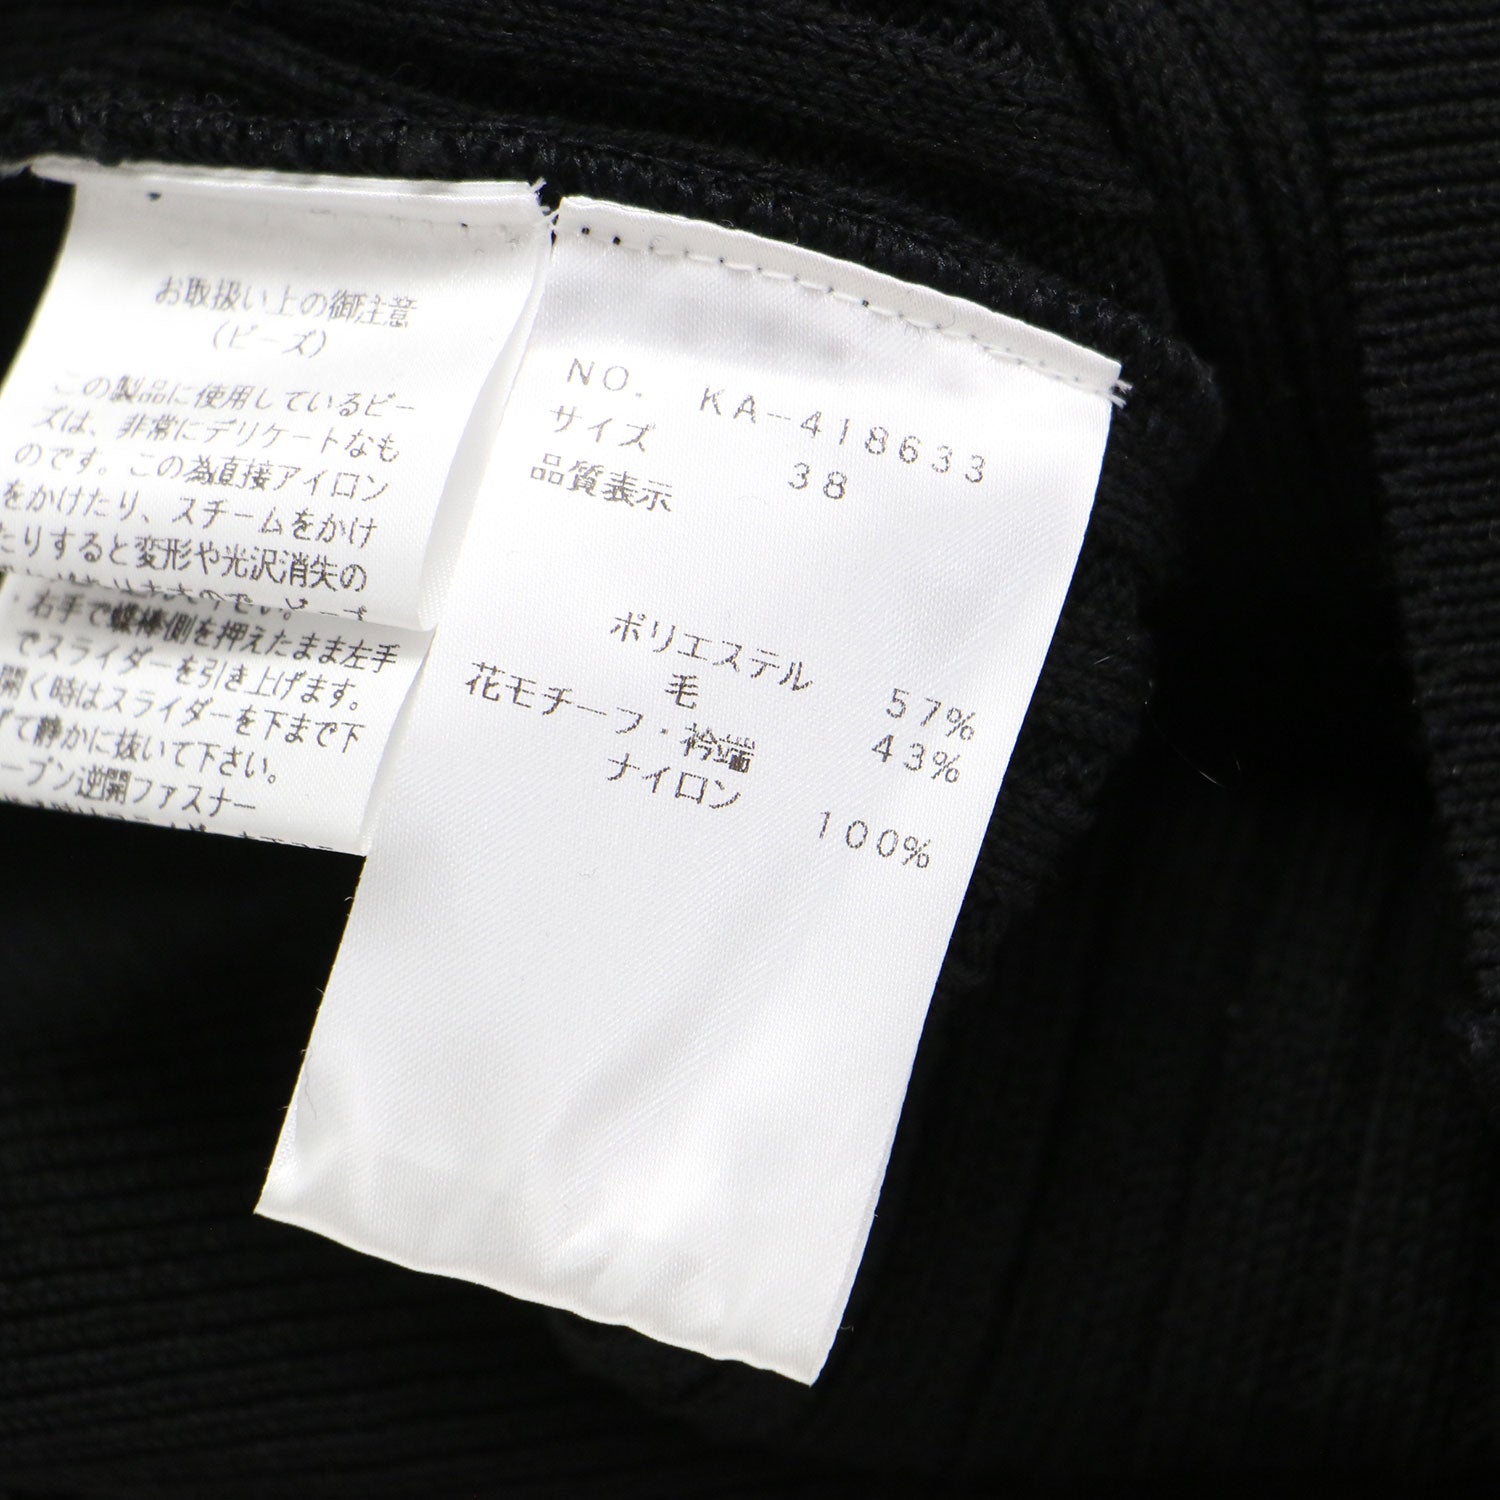 お取扱い上の御注意
(ビーズ)
この製品に使用しているビー
ズは、非常にデリケートなも
のです。この為直接アイロン
をかけたり、スチームをかけ
たりすると変形や光沢消失の
・右手で蝶棒側を押えたまま左手
でスライダーを引き上げます。
開く時はスライダーを下まで下
げて静かに抜いて下さい。
ープン逆開ファスナー
NO. KA-418633
サイズ 38
品質表示
ポリエステル 57%
毛 43%
花モチーフ・衿端
ナイロン 100%